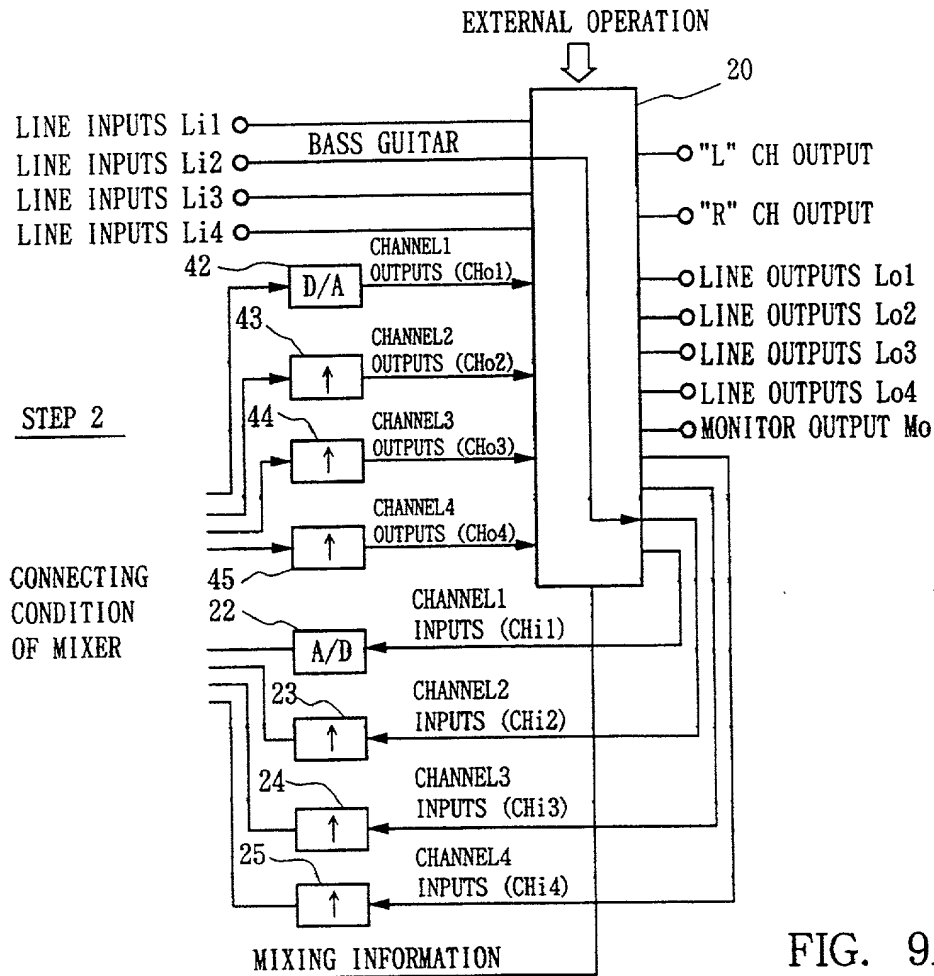 EXTERNAL OPERATION
20
LINE INPUTS Li1
BASS GUITAR
LINE INPUTS Li2
LINE INPUTS Li3
LINE INPUTS Li4
"L" CH OUTPUT
"R" CH OUTPUT
LINE OUTPUTS Lo1
LINE OUTPUTS Lo2
LINE OUTPUTS Lo3
LINE OUTPUTS Lo4
MONITOR OUTPUT Mo
42
D/A
CHANNEL1
OUTPUTS (CHo1)
43
↑
CHANNEL2
OUTPUTS (CHo2)
STEP 2
44
↑
CHANNEL3
OUTPUTS (CHo3)
45
↑
CHANNEL4
OUTPUTS (CHo4)
CONNECTING
CONDITION
OF MIXER
22
A/D
CHANNEL1
INPUTS (CHi1)
23
↑
CHANNEL2
INPUTS (CHi2)
24
↑
CHANNEL3
INPUTS (CHi3)
25
↑
CHANNEL4
INPUTS (CHi4)
MIXING INFORMATION
FIG. 9